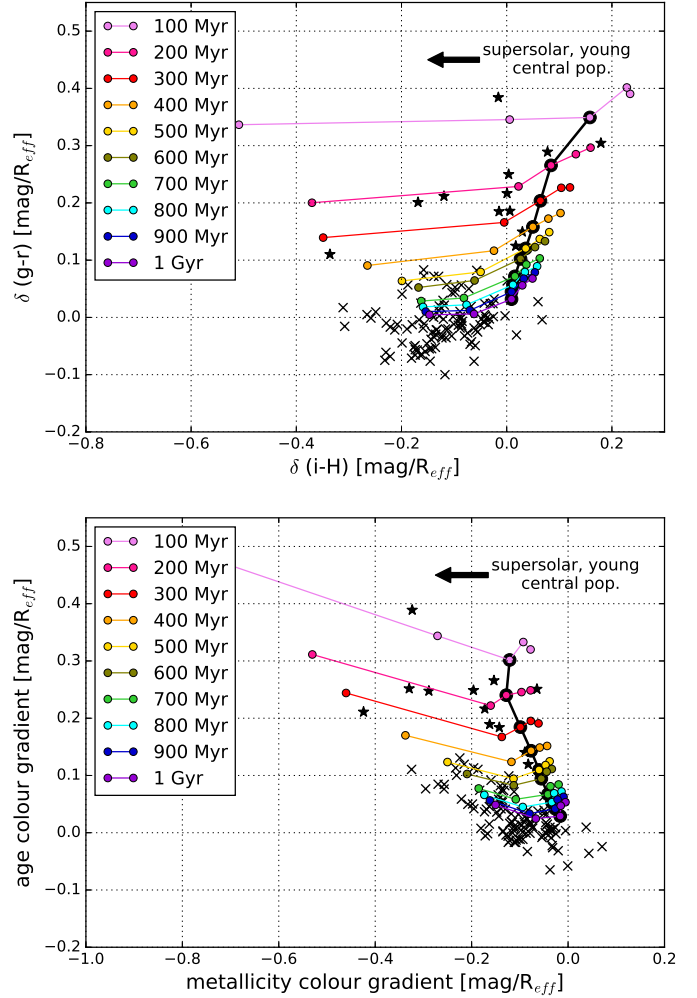 0.5
0.4
0.3
0.2
0.1
0.0
−0.1
−0.2
δ (g-r) [mag/R_eff]
100 Myr
200 Myr
300 Myr
400 Myr
500 Myr
600 Myr
700 Myr
800 Myr
900 Myr
1 Gyr
supersolar, young
central pop.
−0.8 −0.6 −0.4 −0.2 0.0 0.2
δ (i-H) [mag/R_eff]
0.5
0.4
0.3
0.2
0.1
0.0
−0.1
−0.2
age colour gradient [mag/R_eff]
100 Myr
200 Myr
300 Myr
400 Myr
500 Myr
600 Myr
700 Myr
800 Myr
900 Myr
1 Gyr
supersolar, young
central pop.
−1.0 −0.8 −0.6 −0.4 −0.2 0.0 0.2
metallicity colour gradient [mag/R_eff]